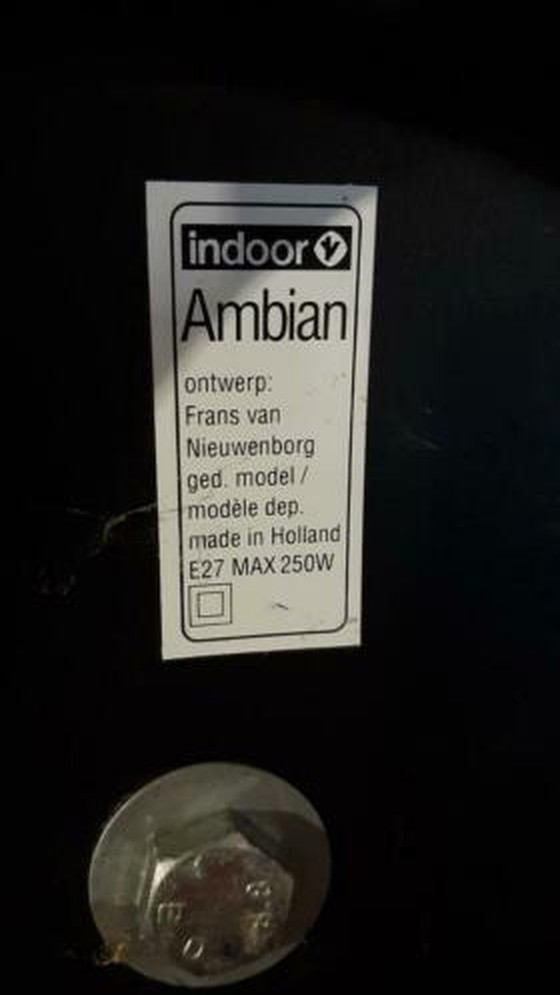 indoor
Ambian
ontwerp:
Frans van
Nieuwenborg
ged. model /
modèle dep.
made in Holland
E27 MAX 250W